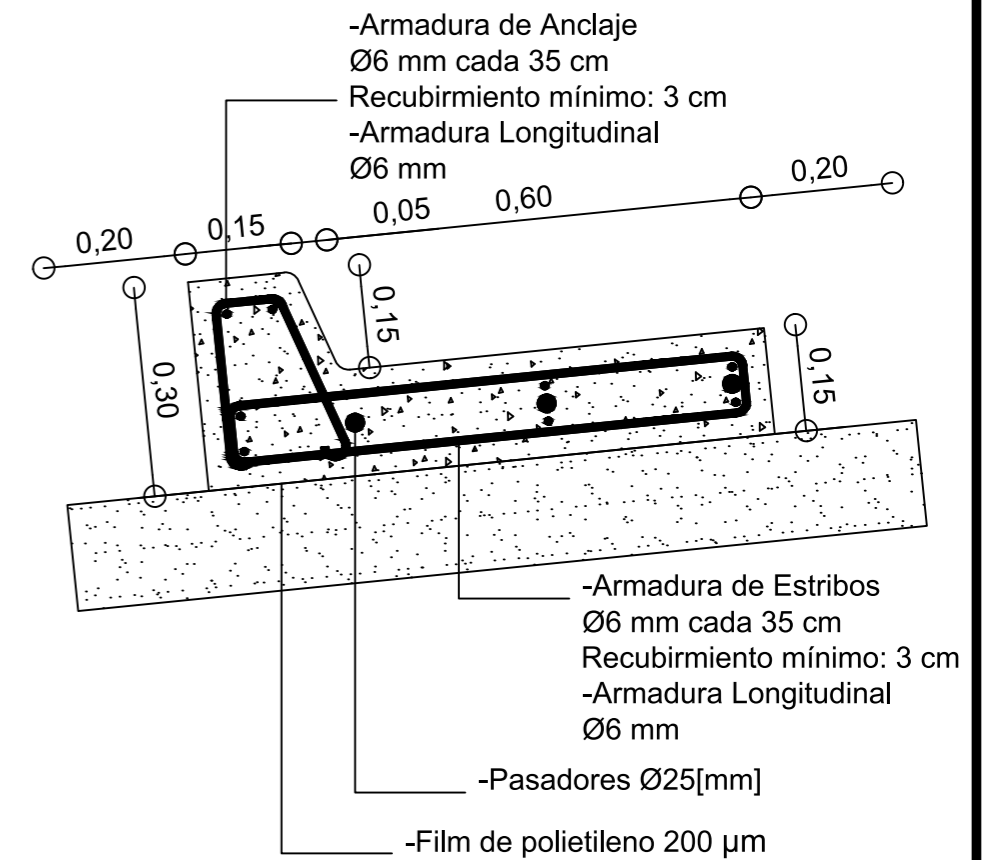 -Armadura de Anclaje
Ø6 mm cada 35 cm
Recubirmiento mínimo: 3 cm
-Armadura Longitudinal
Ø6 mm
0,20
0,15
0,05
0,60
0,20
0,30
0,15
0,15
-Armadura de Estribos
Ø6 mm cada 35 cm
Recubirmiento mínimo: 3 cm
-Armadura Longitudinal
Ø6 mm
-Pasadores Ø25[mm]
-Film de polietileno 200 µm